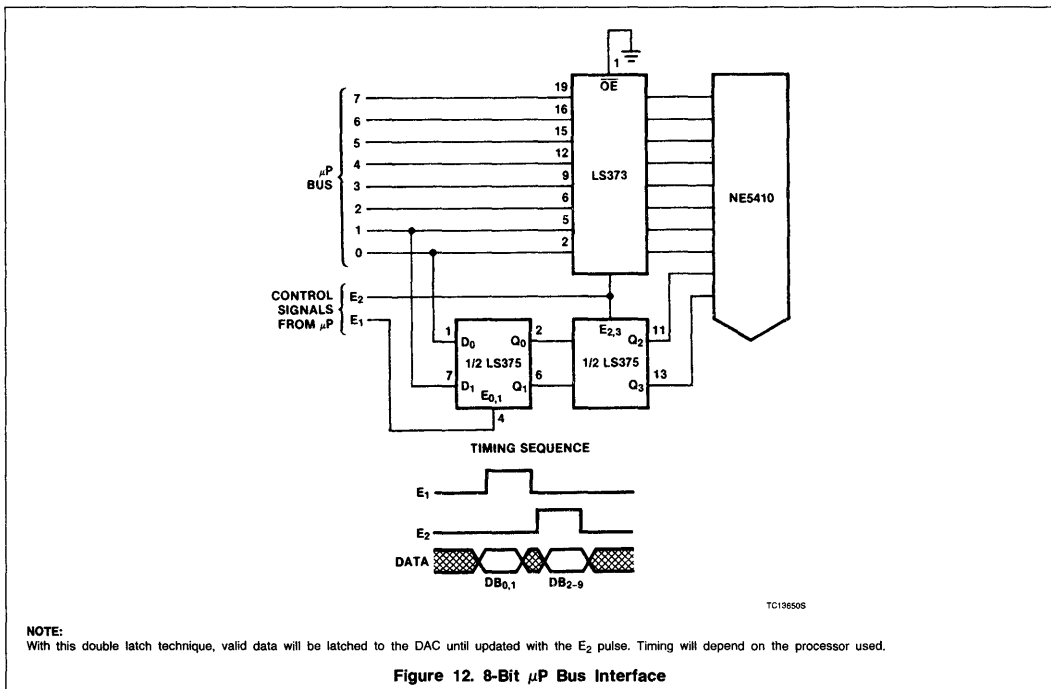 1
OE
19
7
16
6
15
5
12
4
9
3
6
2
5
1
2
0
μP
BUS
LS373
NE5410
CONTROL
SIGNALS
FROM μP
E2
E1
1
D0
Q0
2
1/2 LS375
7
D1
Q1
6
E0,1
4
E2,3
Q2
11
1/2 LS375
Q3
13
TIMING SEQUENCE
E1
E2
DATA
DB0,1
DB2-9
TC13650S
NOTE:
With this double latch technique, valid data will be latched to the DAC until updated with the E2 pulse. Timing will depend on the processor used.
Figure 12. 8-Bit μP Bus Interface